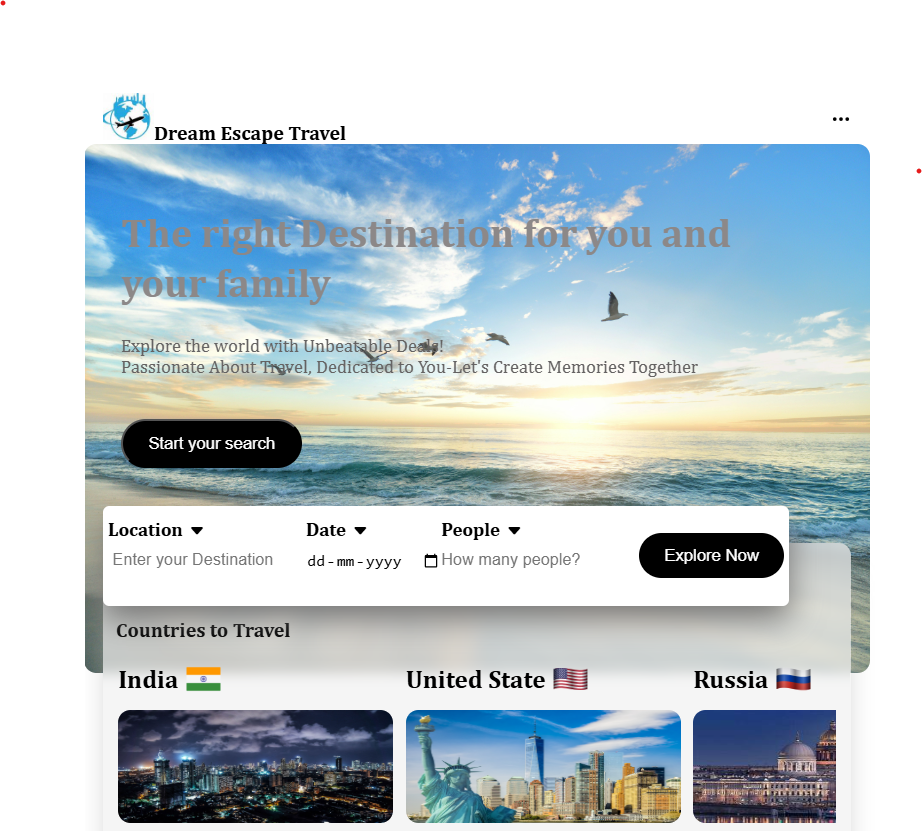 Dream Escape Travel
The right Destination for you and
your family
Explore the world with Unbeatable Deals!
Passionate About Travel, Dedicated to You-Let's Create Memories Together
Start your search
Location Date People
Enter your Destination dd-mm-yyyy How many people?
Explore Now
Countries to Travel
India United State Russia